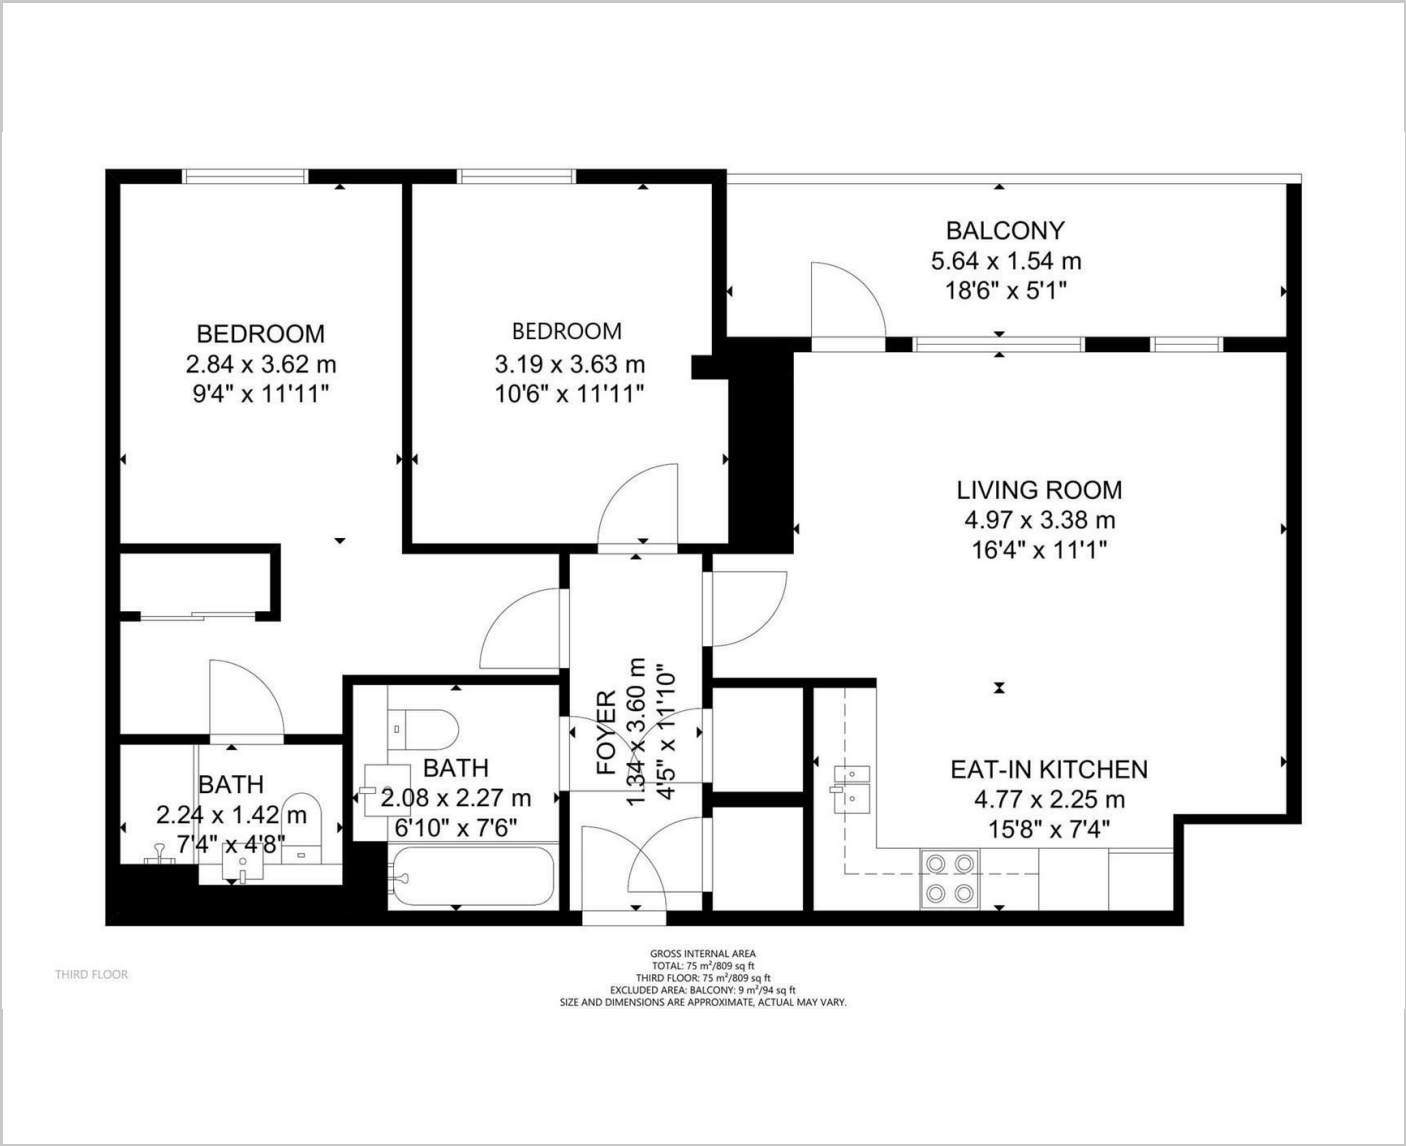 BALCONY
5.64 x 1.54 m
18'6" x 5'1"
BEDROOM
2.84 x 3.62 m
9'4" x 11'11"
BEDROOM
3.19 x 3.63 m
10'6" x 11'11"
LIVING ROOM
4.97 x 3.38 m
16'4" x 11'1"
FOYER
1.34 x 3.60 m
4'5" x 11'10"
BATH
2.24 x 1.42 m
7'4" x 4'8"
BATH
2.08 x 2.27 m
6'10" x 7'6"
EAT-IN KITCHEN
4.77 x 2.25 m
15'8" x 7'4"
THIRD FLOOR
GROSS INTERNAL AREA
TOTAL: 75 m²/809 sq ft
THIRD FLOOR: 75 m²/809 sq ft
EXCLUDED AREA: BALCONY: 9 m²/94 sq ft
SIZE AND DIMENSIONS ARE APPROXIMATE, ACTUAL MAY VARY.